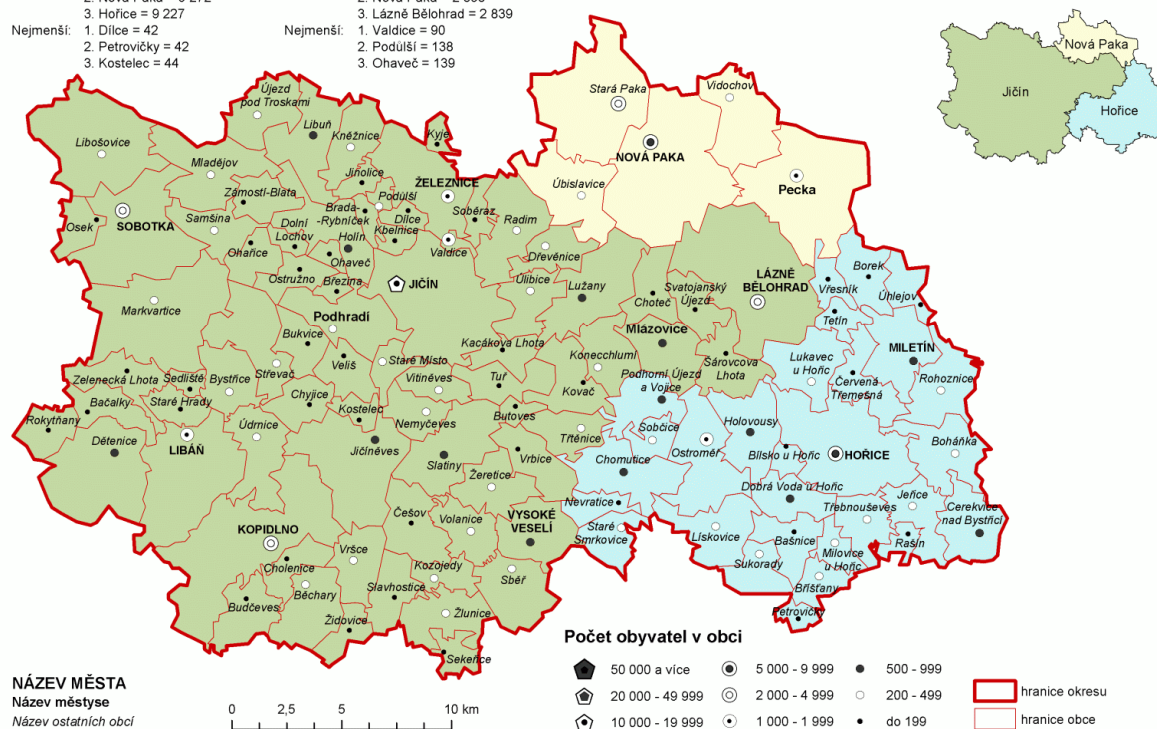 3. Hořice = 9 227
3. Lázně Bělohrad = 2 839
Nejmenší: 1. Dílce = 42
2. Petrovičky = 42
3. Kostelec = 44
Nejmenší: 1. Valdice = 90
2. Podůlší = 138
3. Ohaveč = 139
Nová Paka
Jičín
Hořice
Újezd
pod Troskami
Libuň
Kněžnice
Kyje
Stará Paka
Vidochov
NOVÁ PAKA
Libošovice
Mladějov
Jinolice
ŽELEZNICE
Úbislavice
Pecka
Zámostí-Blata
Podůlší
Brada-
-Rybníček
Dílce
Soběraz
Radim
Osek
SOBOTKA
Samšina
Dolní
Lochov
Holín
Kbelnice
Valdice
Dřevěnice
Ohařice
Ohaveč
Ostružno
Březina
JIČÍN
Úlibice
Lužany
Choteč
Svatojanský
Újezd
LÁZNĚ
BĚLOHRAD
Borek
Vřesník
Úhlejov
Tetín
Markvartice
Podhradí
Bukvice
Veliš
Kacákova Lhota
Mlázovice
Konecchlumí
Šárovcova
Lhota
MILETÍN
Lukavec
u Hořic
Červená
Třemešná
Rohoznice
Zelenecká Lhota
Sedliště
Bystřice
Střevač
Staré Místo
Vitiněves
Tuř
Kovač
Podhorní Újezd
a Vojice
Bačalky
Staré Hrady
Chyjice
Kostelec
Nemyčeves
Butoves
Rokytňany
Dětenice
LIBÁŇ
Údrnice
Jičíněves
Slatiny
Vrbice
Třtěnice
Sobčice
Ostroměř
Holovousy
Bílsko u Hořic
HOŘICE
Boháňka
Chomutice
Žeretice
Dobrá Voda u Hořic
Třebnouševes
Jeřice
Cerekvice
nad Bystřicí
Nevratice
Staré
Smrkovice
KOPIDLNO
Češov
Volanice
VYSOKÉ
VESELÍ
Lískovice
Bašnice
Milovice
u Hořic
Rašín
Sukorady
Bříšťany
Petrovičky
Cholenice
Vršce
Kozojedy
Sběř
Běchary
Budčeves
Slavhostice
Žlunice
Židovice
Sekeřice
Počet obyvatel v obci
50 000 a více
5 000 - 9 999
500 - 999
20 000 - 49 999
2 000 - 4 999
200 - 499
10 000 - 19 999
1 000 - 1 999
do 199
hranice okresu
hranice obce
NÁZEV MĚSTA
Název městyse
Název ostatních obcí
0 2,5 5 10 km